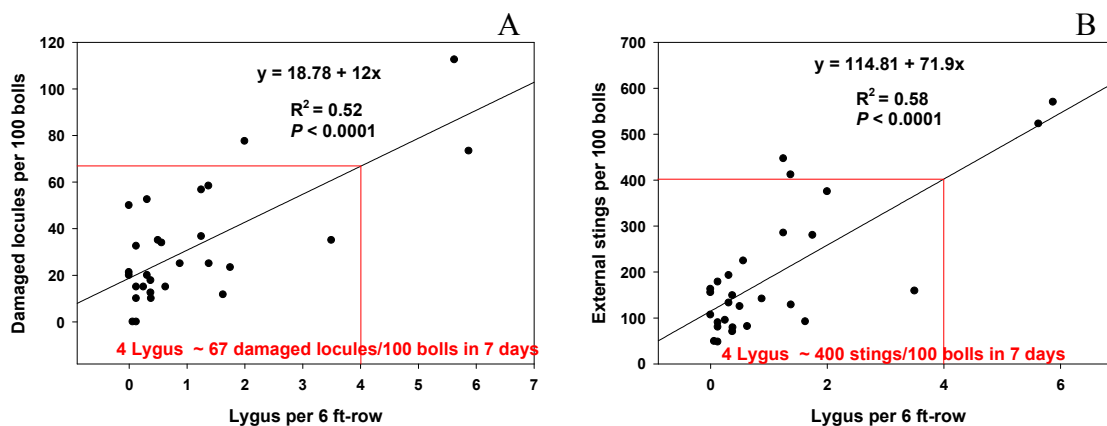 A
120
100
80
60
40
20
0
Damaged locules per 100 bolls
y = 18.78 + 12x
R² = 0.52
P < 0.0001
4 Lygus ~ 67 damaged locules/100 bolls in 7 days
0 1 2 3 4 5 6 7
Lygus per 6 ft-row
B
700
600
500
400
300
200
100
0
External stings per 100 bolls
y = 114.81 + 71.9x
R² = 0.58
P < 0.0001
4 Lygus ~ 400 stings/100 bolls in 7 days
0 2 4 6
Lygus per 6 ft-row